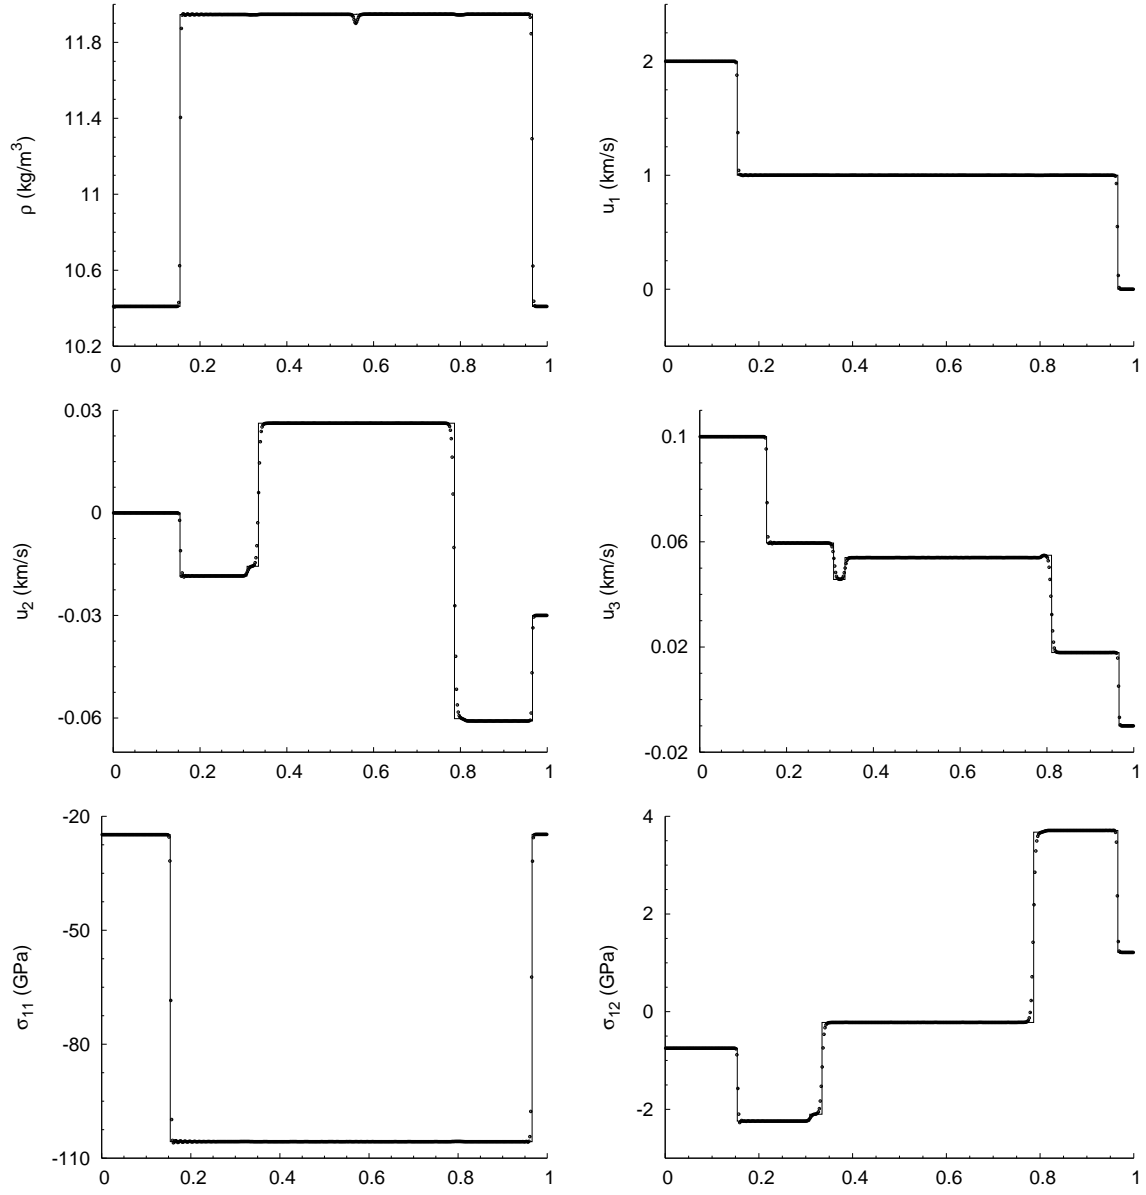 11.8
11.4
11
10.6
10.2
ρ (kg/m³)
0 0.2 0.4 0.6 0.8 1
2
1
0
u₁ (km/s)
0 0.2 0.4 0.6 0.8 1
0.03
0
-0.03
-0.06
u₂ (km/s)
0 0.2 0.4 0.6 0.8 1
0.1
0.06
0.02
-0.02
u₃ (km/s)
0 0.2 0.4 0.6 0.8 1
-20
-50
-80
-110
σ₁₁ (GPa)
0 0.2 0.4 0.6 0.8 1
4
2
0
-2
σ₁₂ (GPa)
0 0.2 0.4 0.6 0.8 1